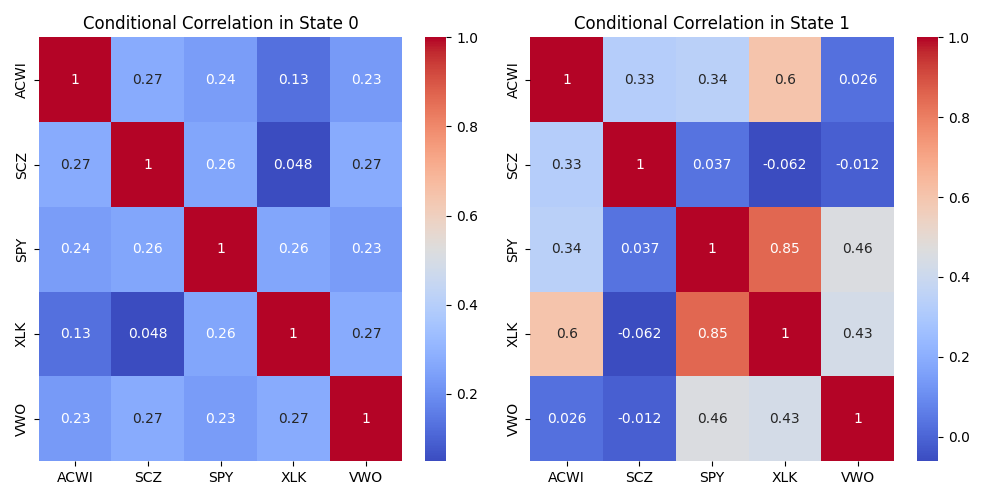 Conditional Correlation in State 0
ACWI 1 0.27 0.24 0.13 0.23
SCZ 0.27 1 0.26 0.048 0.27
SPY 0.24 0.26 1 0.26 0.23
XLK 0.13 0.048 0.26 1 0.27
VWO 0.23 0.27 0.23 0.27 1
ACWI SCZ SPY XLK VWO
1.0
0.8
0.6
0.4
0.2
Conditional Correlation in State 1
ACWI 1 0.33 0.34 0.6 0.026
SCZ 0.33 1 0.037 -0.062 -0.012
SPY 0.34 0.037 1 0.85 0.46
XLK 0.6 -0.062 0.85 1 0.43
VWO 0.026 -0.012 0.46 0.43 1
ACWI SCZ SPY XLK VWO
1.0
0.8
0.6
0.4
0.2
0.0